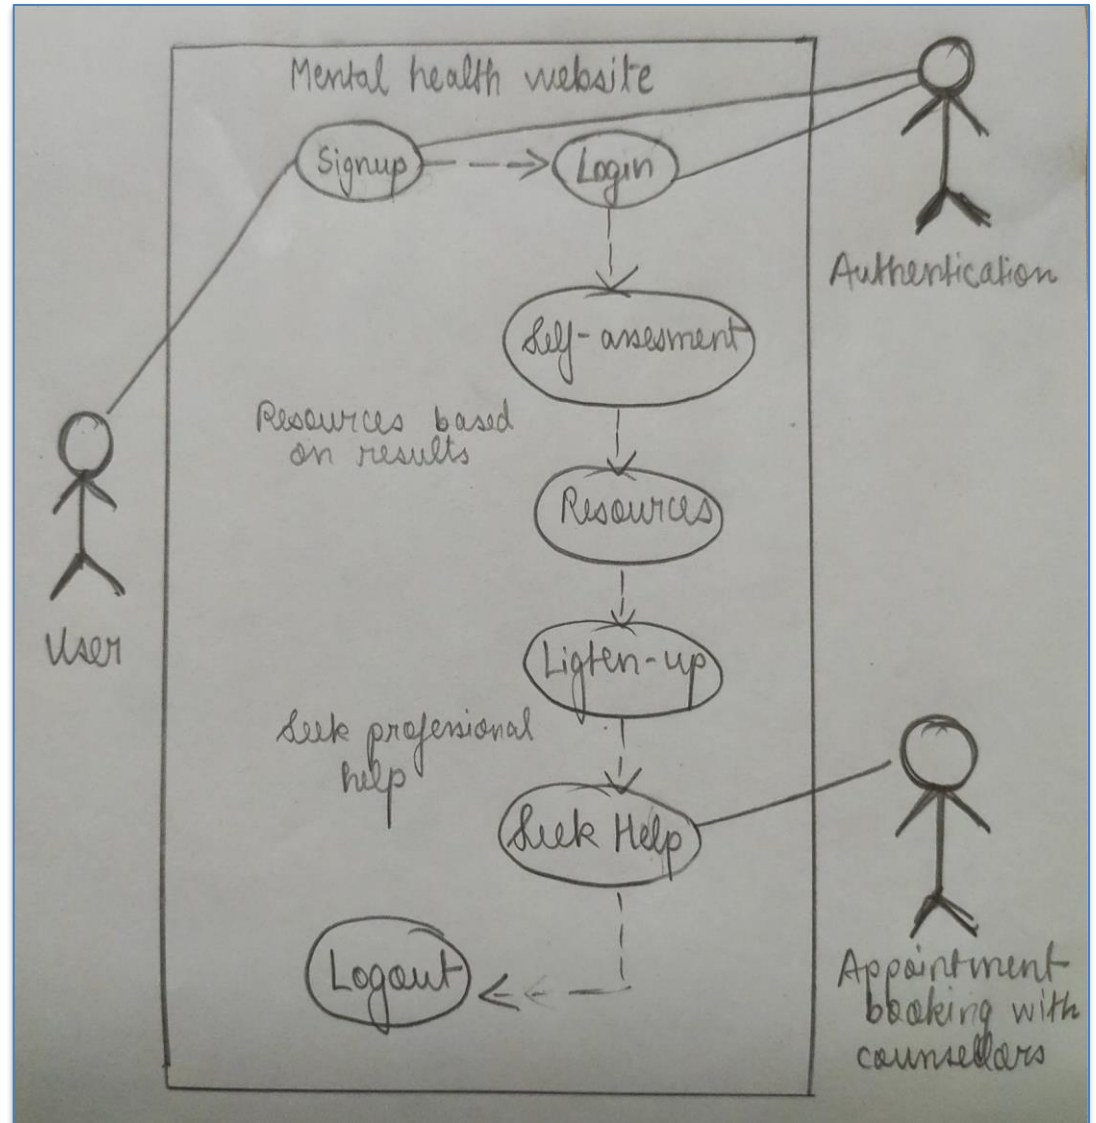 Mental health website
Signup
Login
Authentication
Self-assesment
Resources based
on results
Resources
User
Ligten-up
Seek professional
help
Seek Help
Logout
Appointment
booking with
counsellors